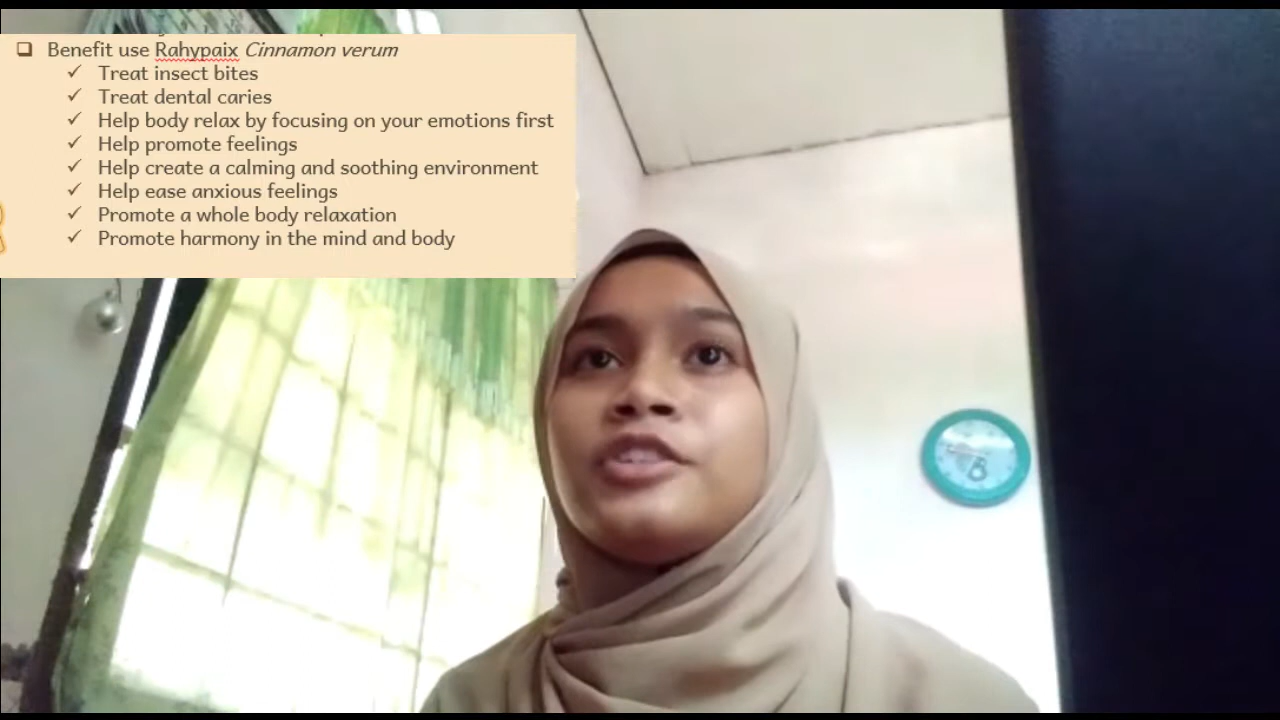 Benefit use Rahypaix Cinnamon verum
Treat insect bites
Treat dental caries
Help body relax by focusing on your emotions first
Help promote feelings
Help create a calming and soothing environment
Help ease anxious feelings
Promote a whole body relaxation
Promote harmony in the mind and body